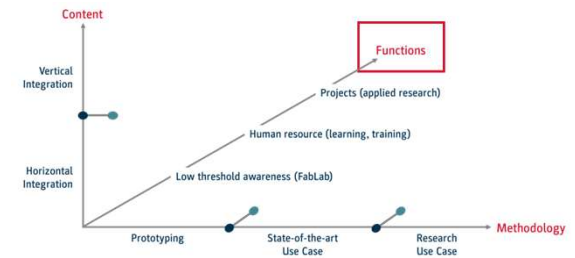 Content
Functions
Vertical
Integration
Projects (applied research)
Human resource (learning, training)
Horizontal
Integration
Low threshold awareness (FabLab)
Methodology
Prototyping
State-of-the-art
Use Case
Research
Use Case